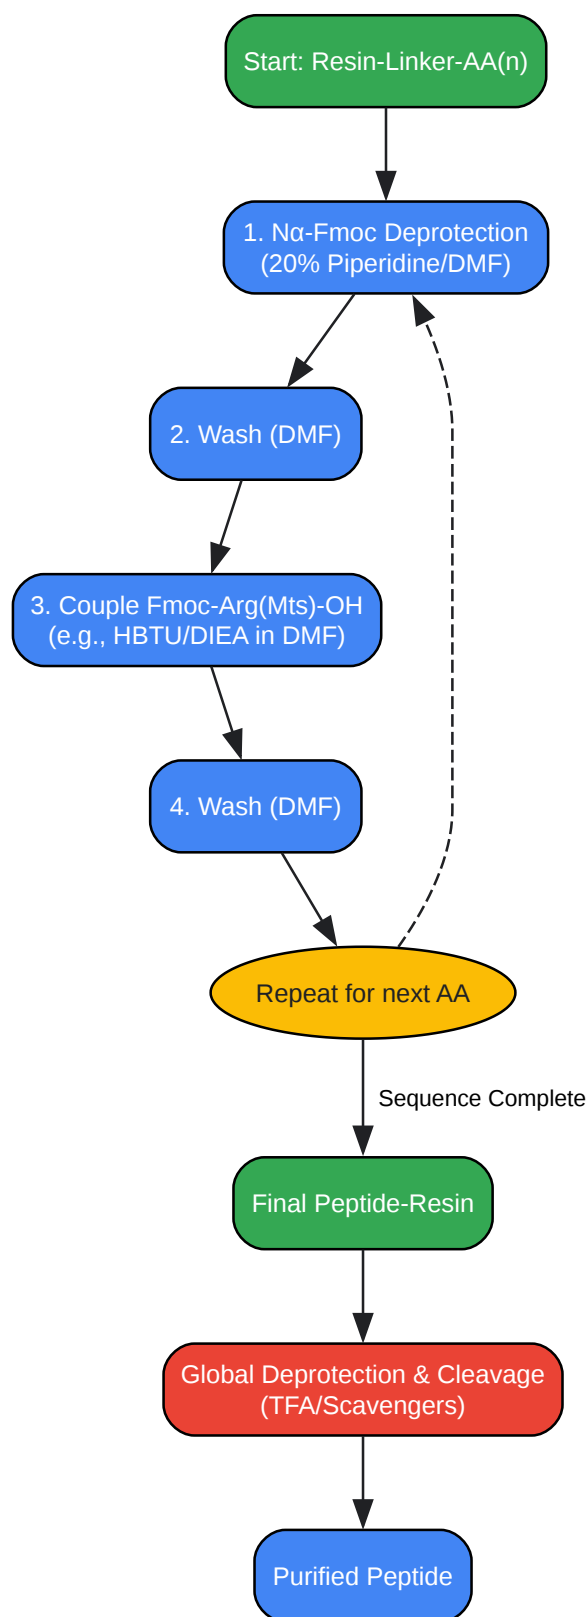 Start: Resin-Linker-AA(n)
1. Nα-Fmoc Deprotection
(20% Piperidine/DMF)
2. Wash (DMF)
3. Couple Fmoc-Arg(Mts)-OH
(e.g., HBTU/DIEA in DMF)
4. Wash (DMF)
Repeat for next AA
Sequence Complete
Final Peptide-Resin
Global Deprotection & Cleavage
(TFA/Scavengers)
Purified Peptide